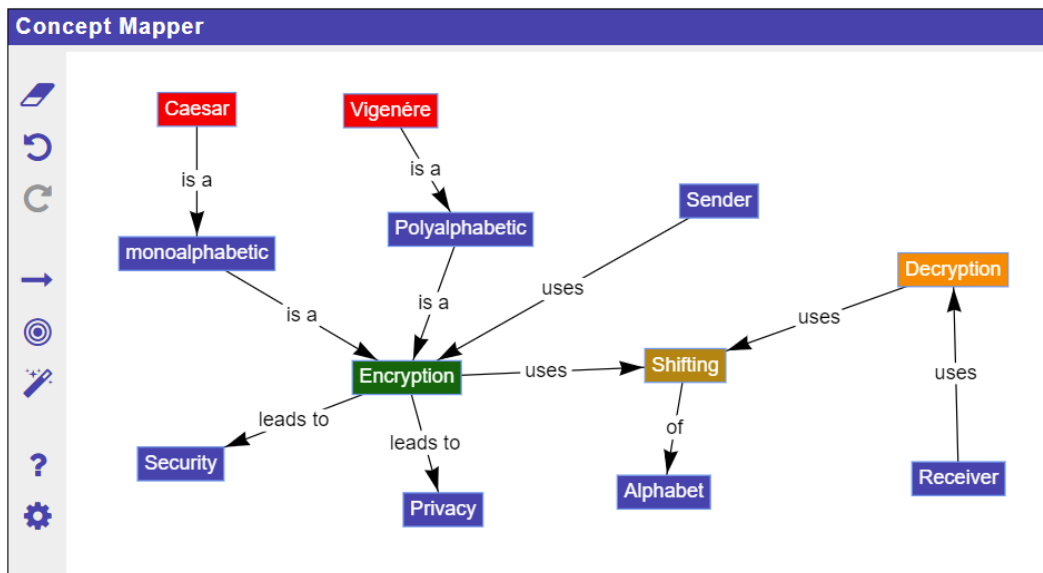 Concept Mapper
Caesar
Vigenére
is a
is a
Sender
Polyalphabetic
monoalphabetic
Decryption
uses
is a
is a
uses
Shifting
uses
Encryption
uses
leads to
of
leads to
Security
Receiver
Alphabet
Privacy
?